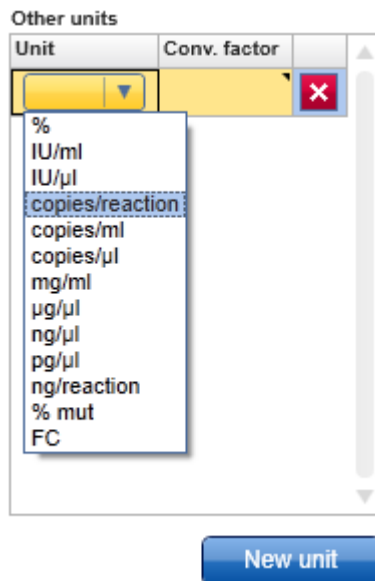 Other units
Unit Conv. factor
%
IU/ml
IU/µl
copies/reaction
copies/ml
copies/µl
mg/ml
µg/µl
ng/µl
pg/µl
ng/reaction
% mut
FC
New unit